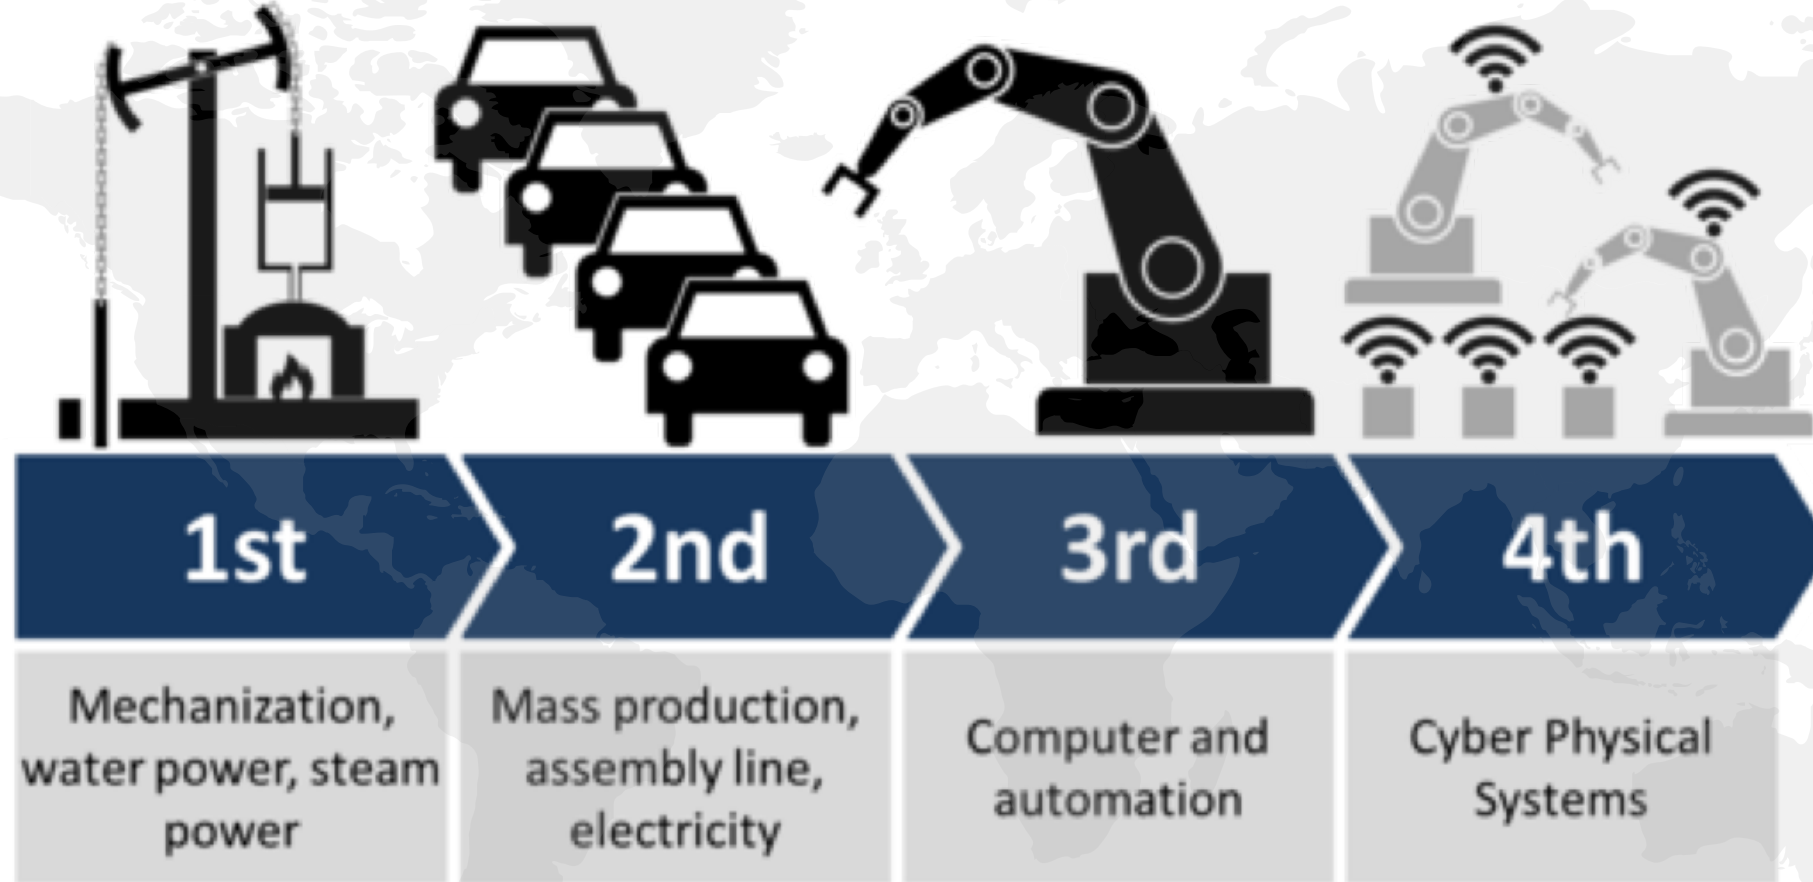 1st
2nd
3rd
4th
Mechanization,
water power, steam
power
Mass production,
assembly line,
electricity
Computer and
automation
Cyber Physical
Systems